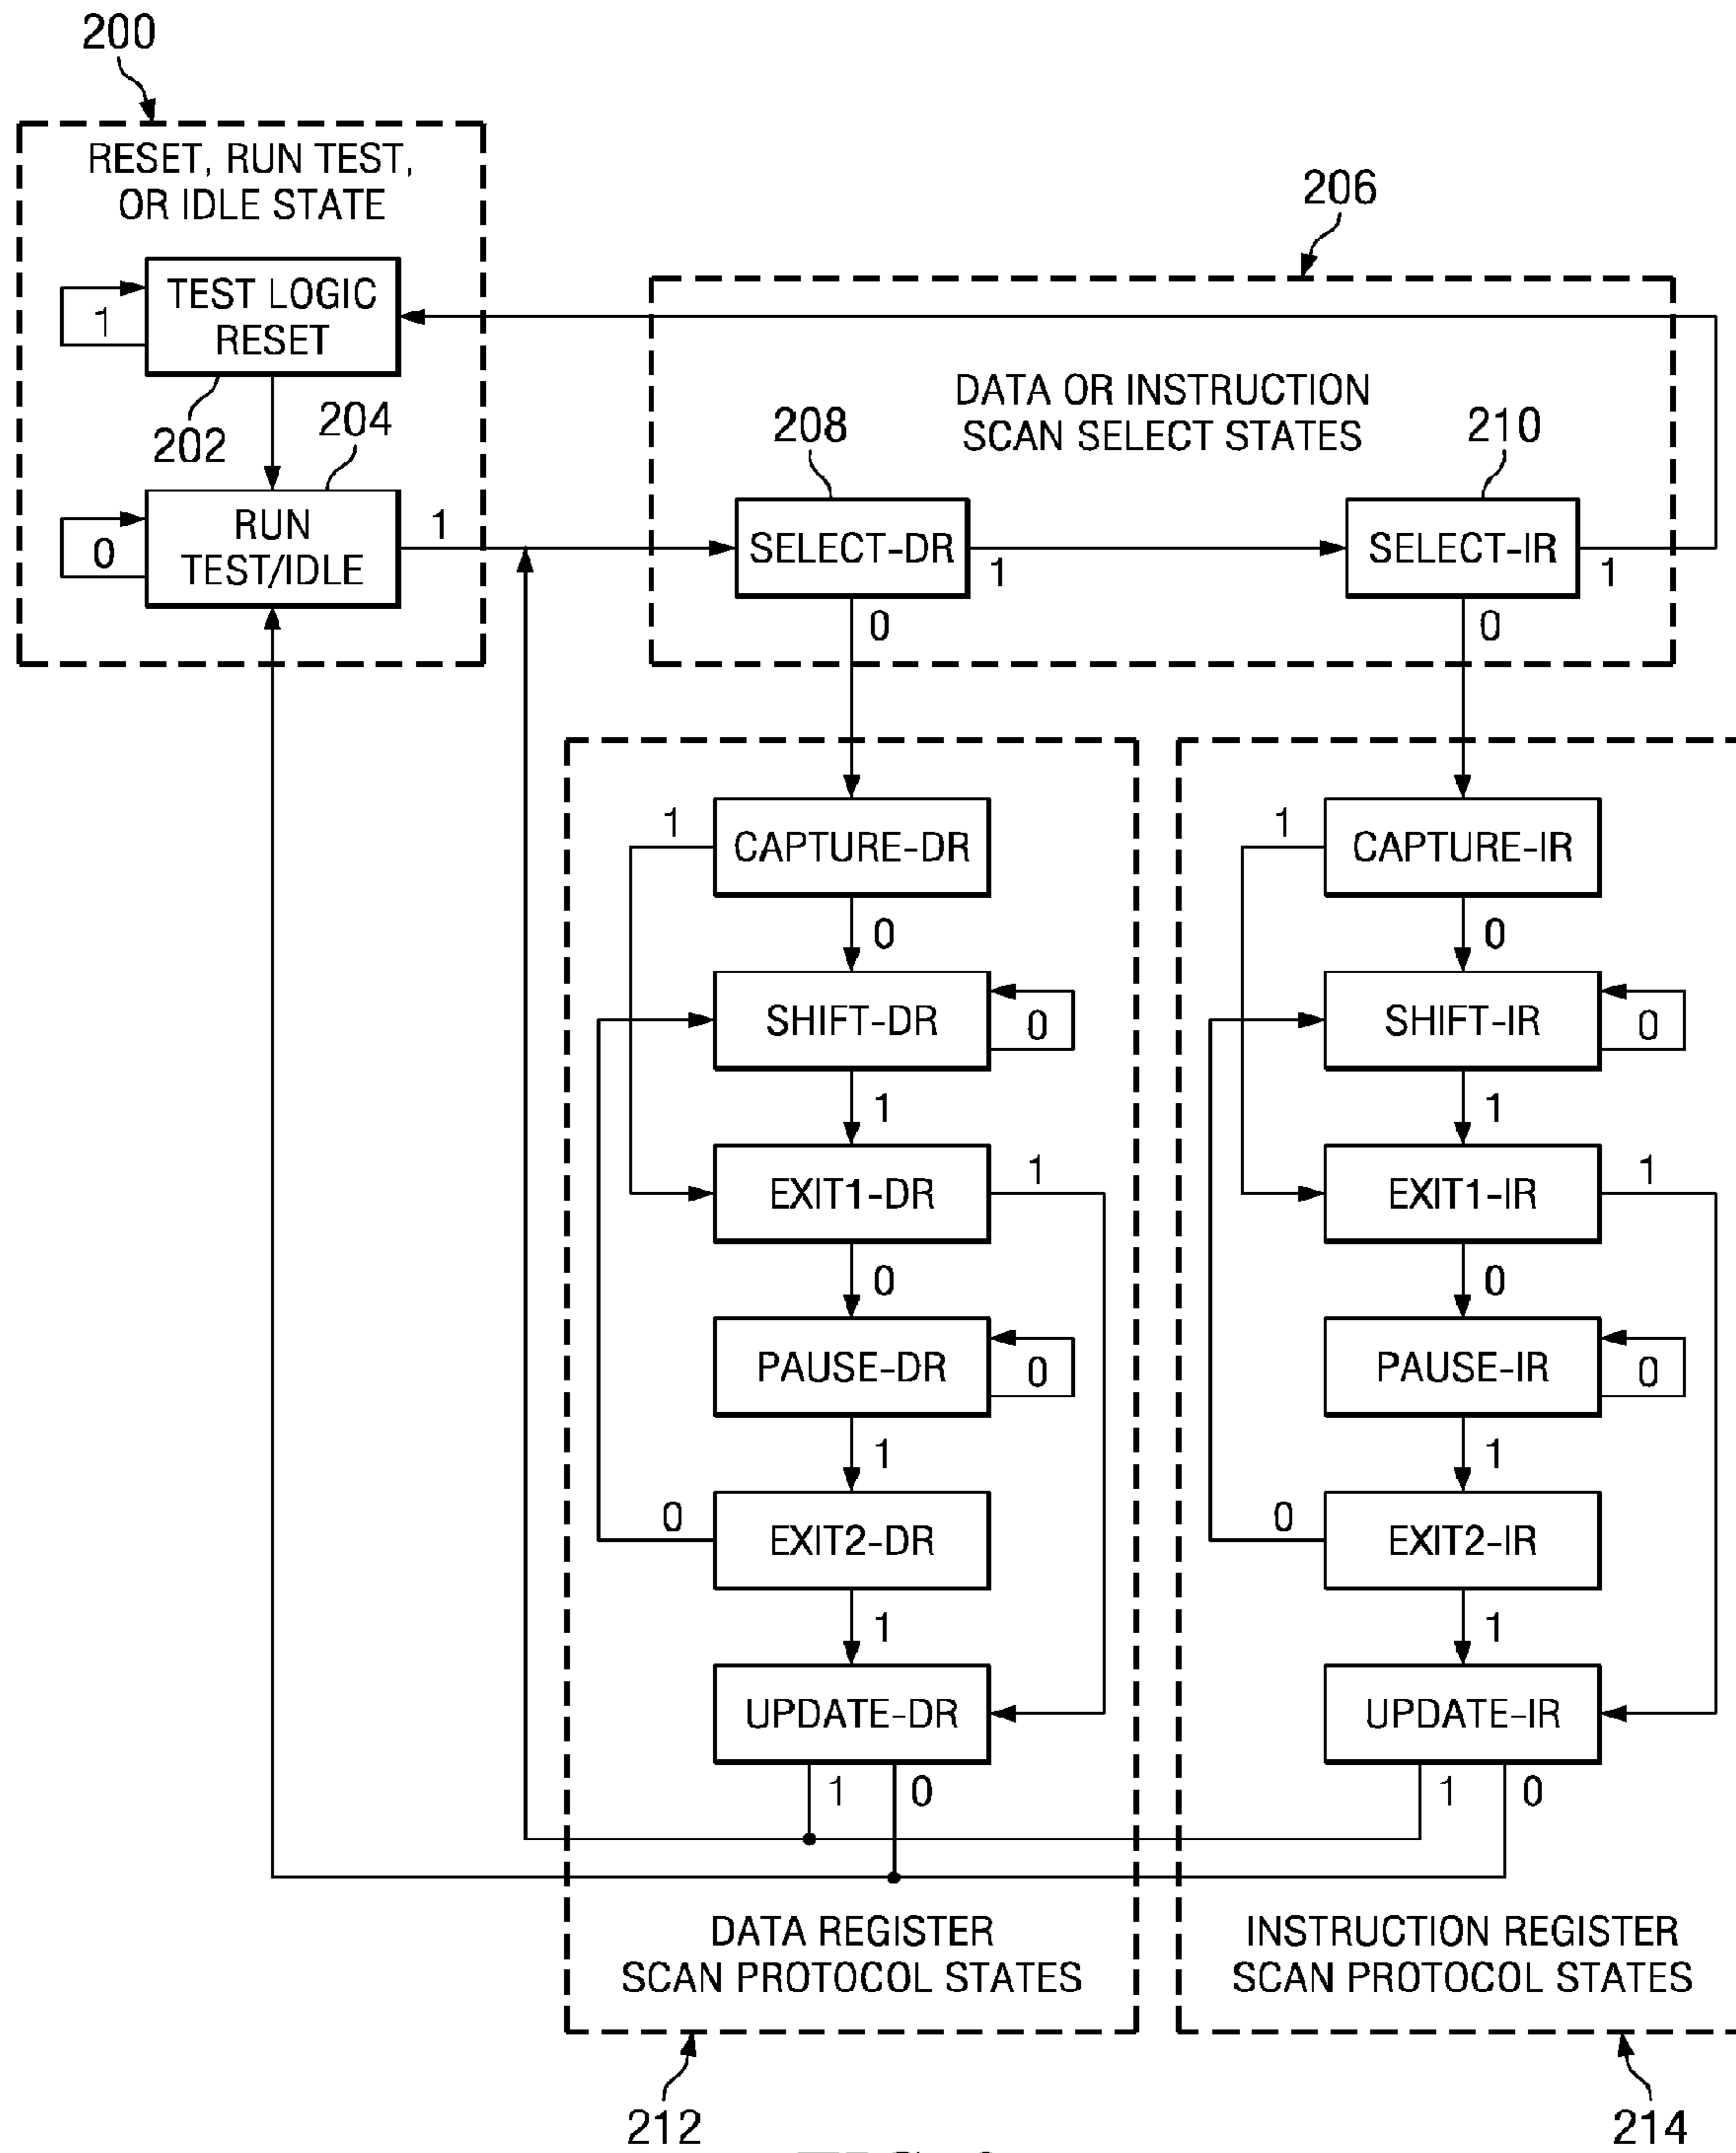 200
RESET, RUN TEST,
OR IDLE STATE
206
TEST LOGIC
RESET
1
202
204
DATA OR INSTRUCTION
SCAN SELECT STATES
208
210
RUN
TEST/IDLE
0
1
SELECT-DR
1
SELECT-IR
1
0
0
CAPTURE-DR
1
0
CAPTURE-IR
1
0
SHIFT-DR
0
1
SHIFT-IR
0
1
EXIT1-DR
1
0
EXIT1-IR
1
0
PAUSE-DR
0
1
PAUSE-IR
0
1
EXIT2-DR
0
1
EXIT2-IR
0
1
UPDATE-DR
1
0
UPDATE-IR
1
0
DATA REGISTER
SCAN PROTOCOL STATES
INSTRUCTION REGISTER
SCAN PROTOCOL STATES
212
214